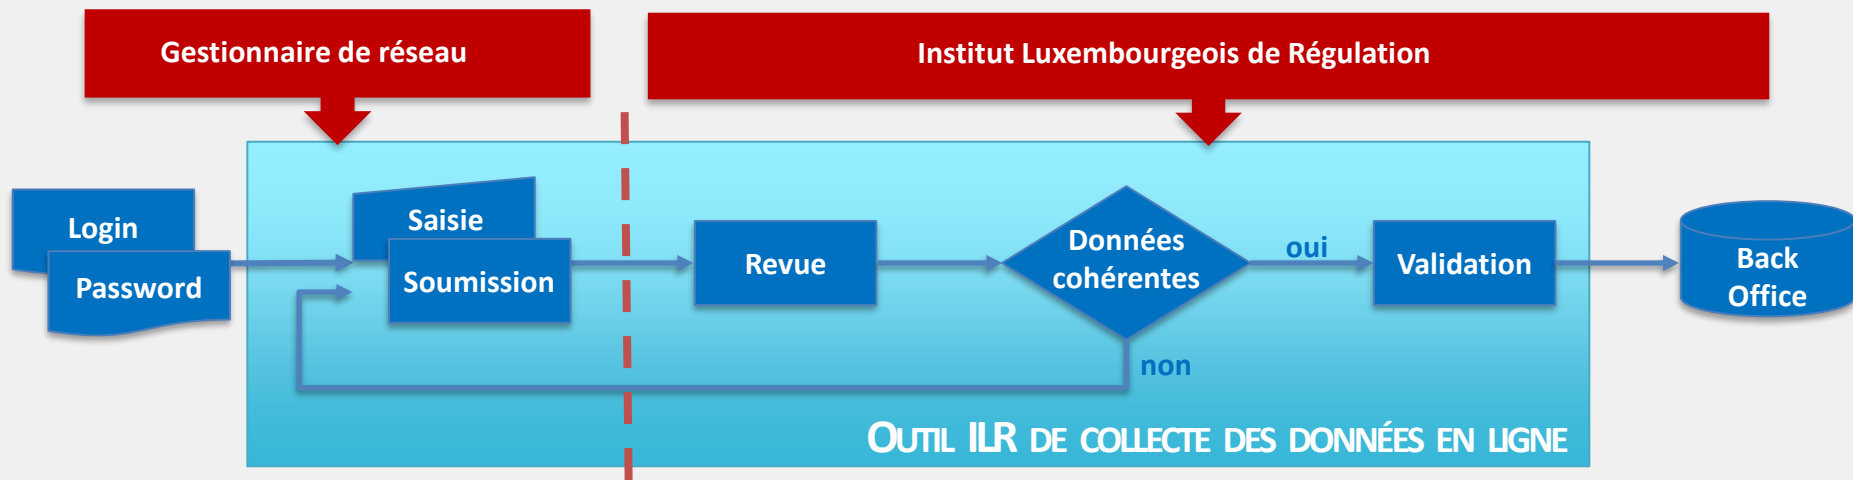 Gestionnaire de réseau
Institut Luxembourgeois de Régulation
Login
Password
Saisie
Soumission
Revue
Données
cohérentes
oui
non
Validation
Back
Office
OUTIL ILR DE COLLECTE DES DONNÉES EN LIGNE